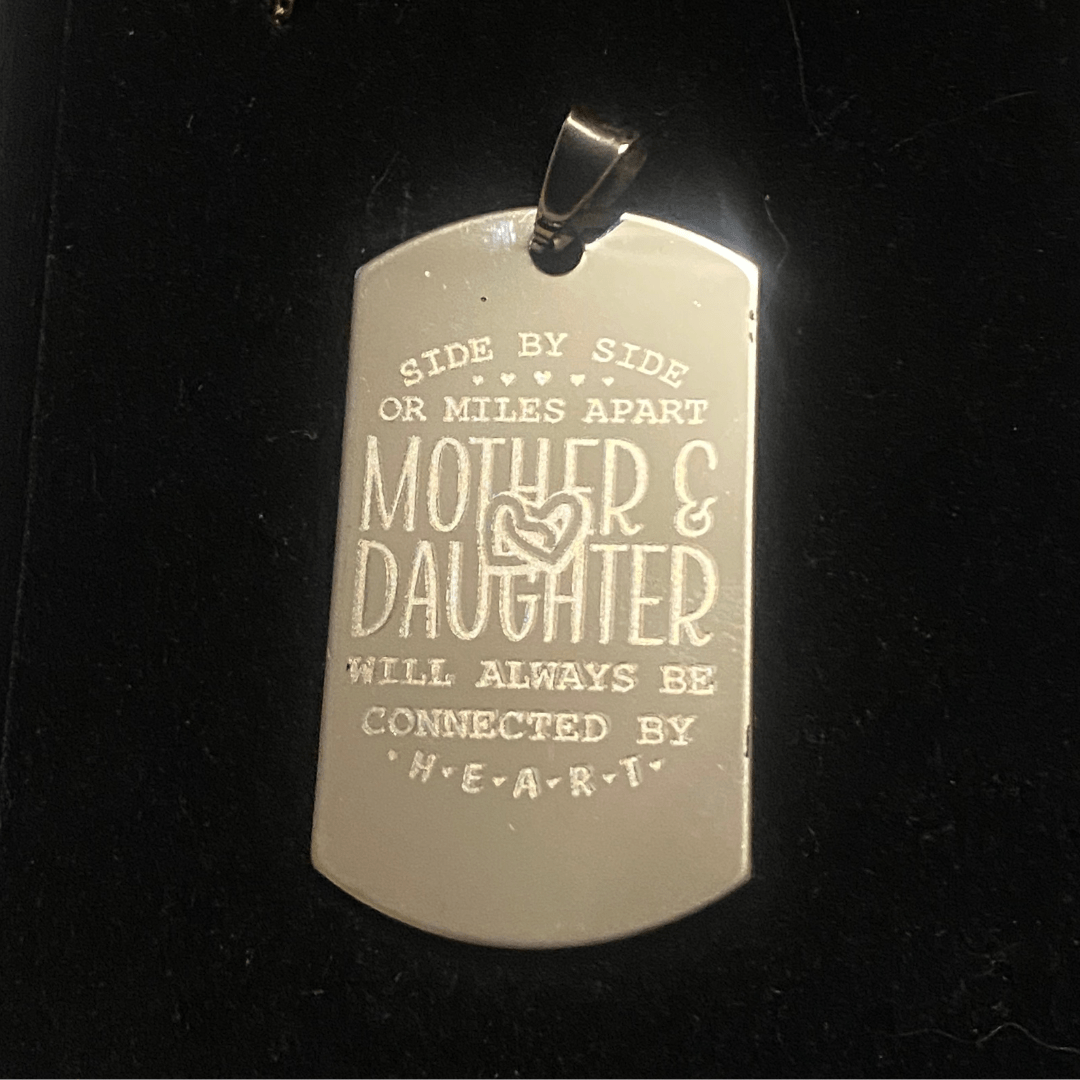 SIDE BY SIDE
OR MILES APART
MOTHER &
DAUGHTER
WILL ALWAYS BE
CONNECTED BY
H·E·A·R·T